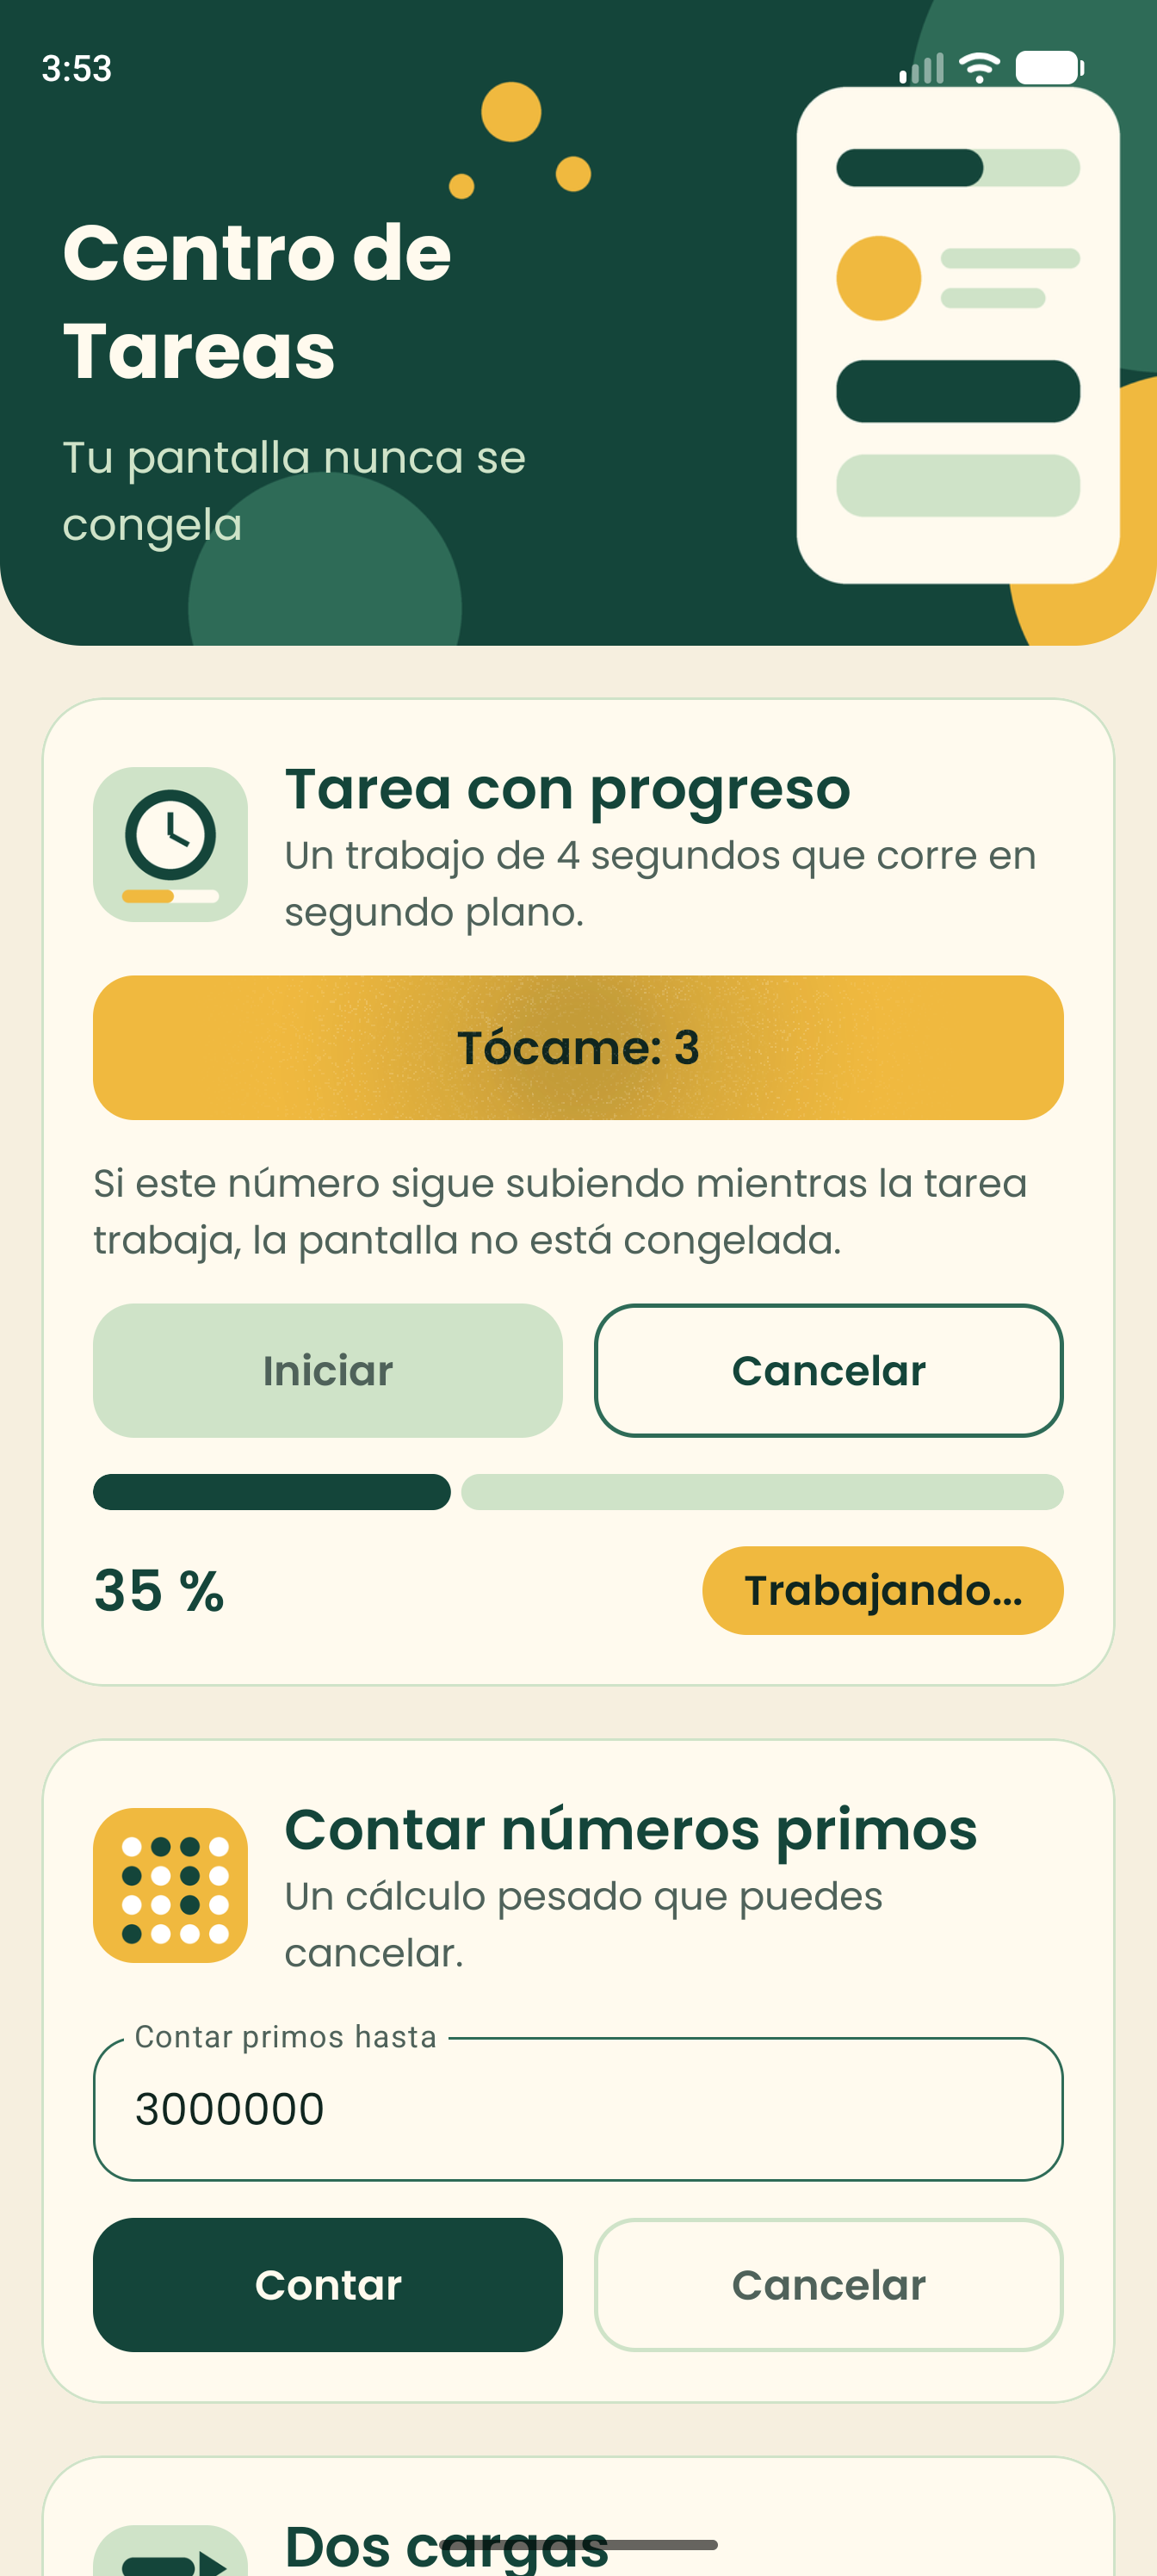 3:53
Centro de
Tareas
Tu pantalla nunca se
congela
Tarea con progreso
Un trabajo de 4 segundos que corre en
segundo plano.
Tócame: 3
Si este número sigue subiendo mientras la tarea
trabaja, la pantalla no está congelada.
Iniciar
Cancelar
35 %
Trabajando...
Contar números primos
Un cálculo pesado que puedes
cancelar.
Contar primos hasta
3000000
Contar
Cancelar
Dos cargas